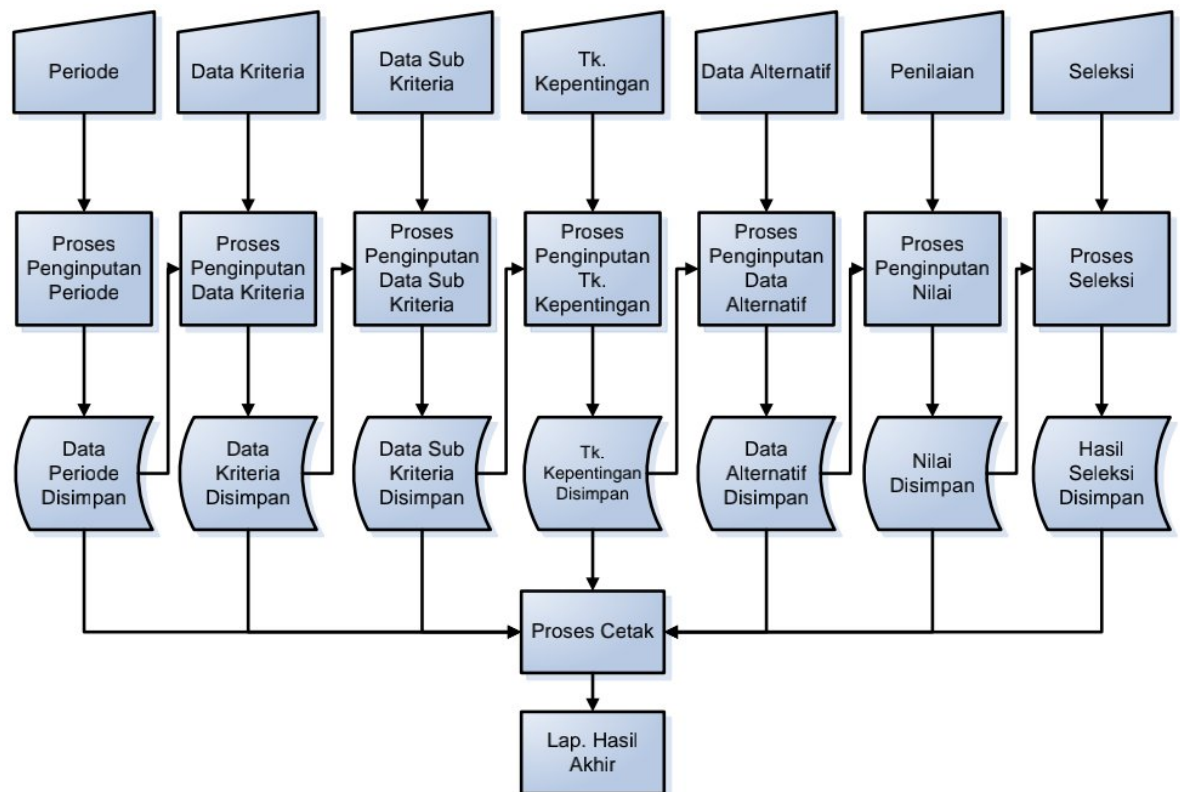 Periode
Data Kriteria
Data Sub
Kriteria
Tk.
Kepentingan
Data Alternatif
Penilaian
Seleksi
Proses
Penginputan
Periode
Proses
Penginputan
Data Kriteria
Proses
Penginputan
Data Sub
Kriteria
Proses
Penginputan
Tk.
Kepentingan
Proses
Penginputan
Data
Alternatif
Proses
Penginputan
Nilai
Proses
Seleksi
Data
Periode
Disimpan
Data
Kriteria
Disimpan
Data Sub
Kriteria
Disimpan
Tk.
Kepentingan
Disimpan
Data
Alternatif
Disimpan
Nilai
Disimpan
Hasil
Seleksi
Disimpan
Proses Cetak
Lap. Hasil
Akhir